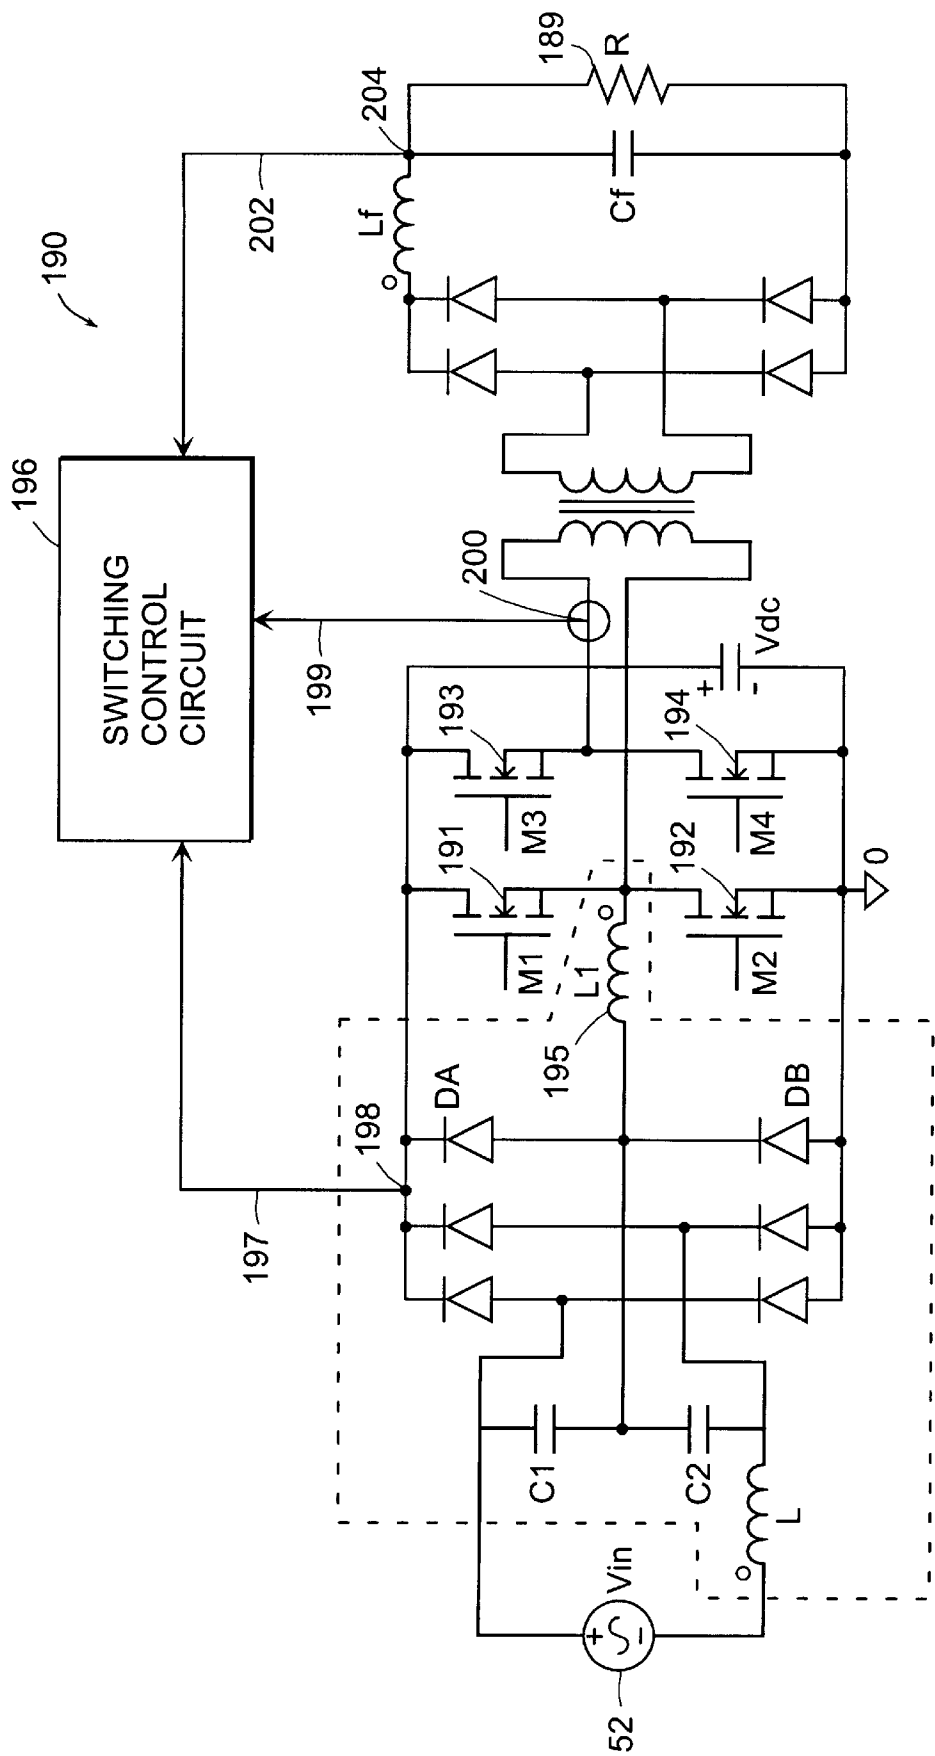 190
196
SWITCHING
CONTROL
CIRCUIT
197
198
199
200
202
204
189
R
Lf
Cf
DA
DB
M1
191
M3
193
M2
192
M4
194
L1
195
Vdc
+
-
0
C1
C2
L
Vin
+
-
52